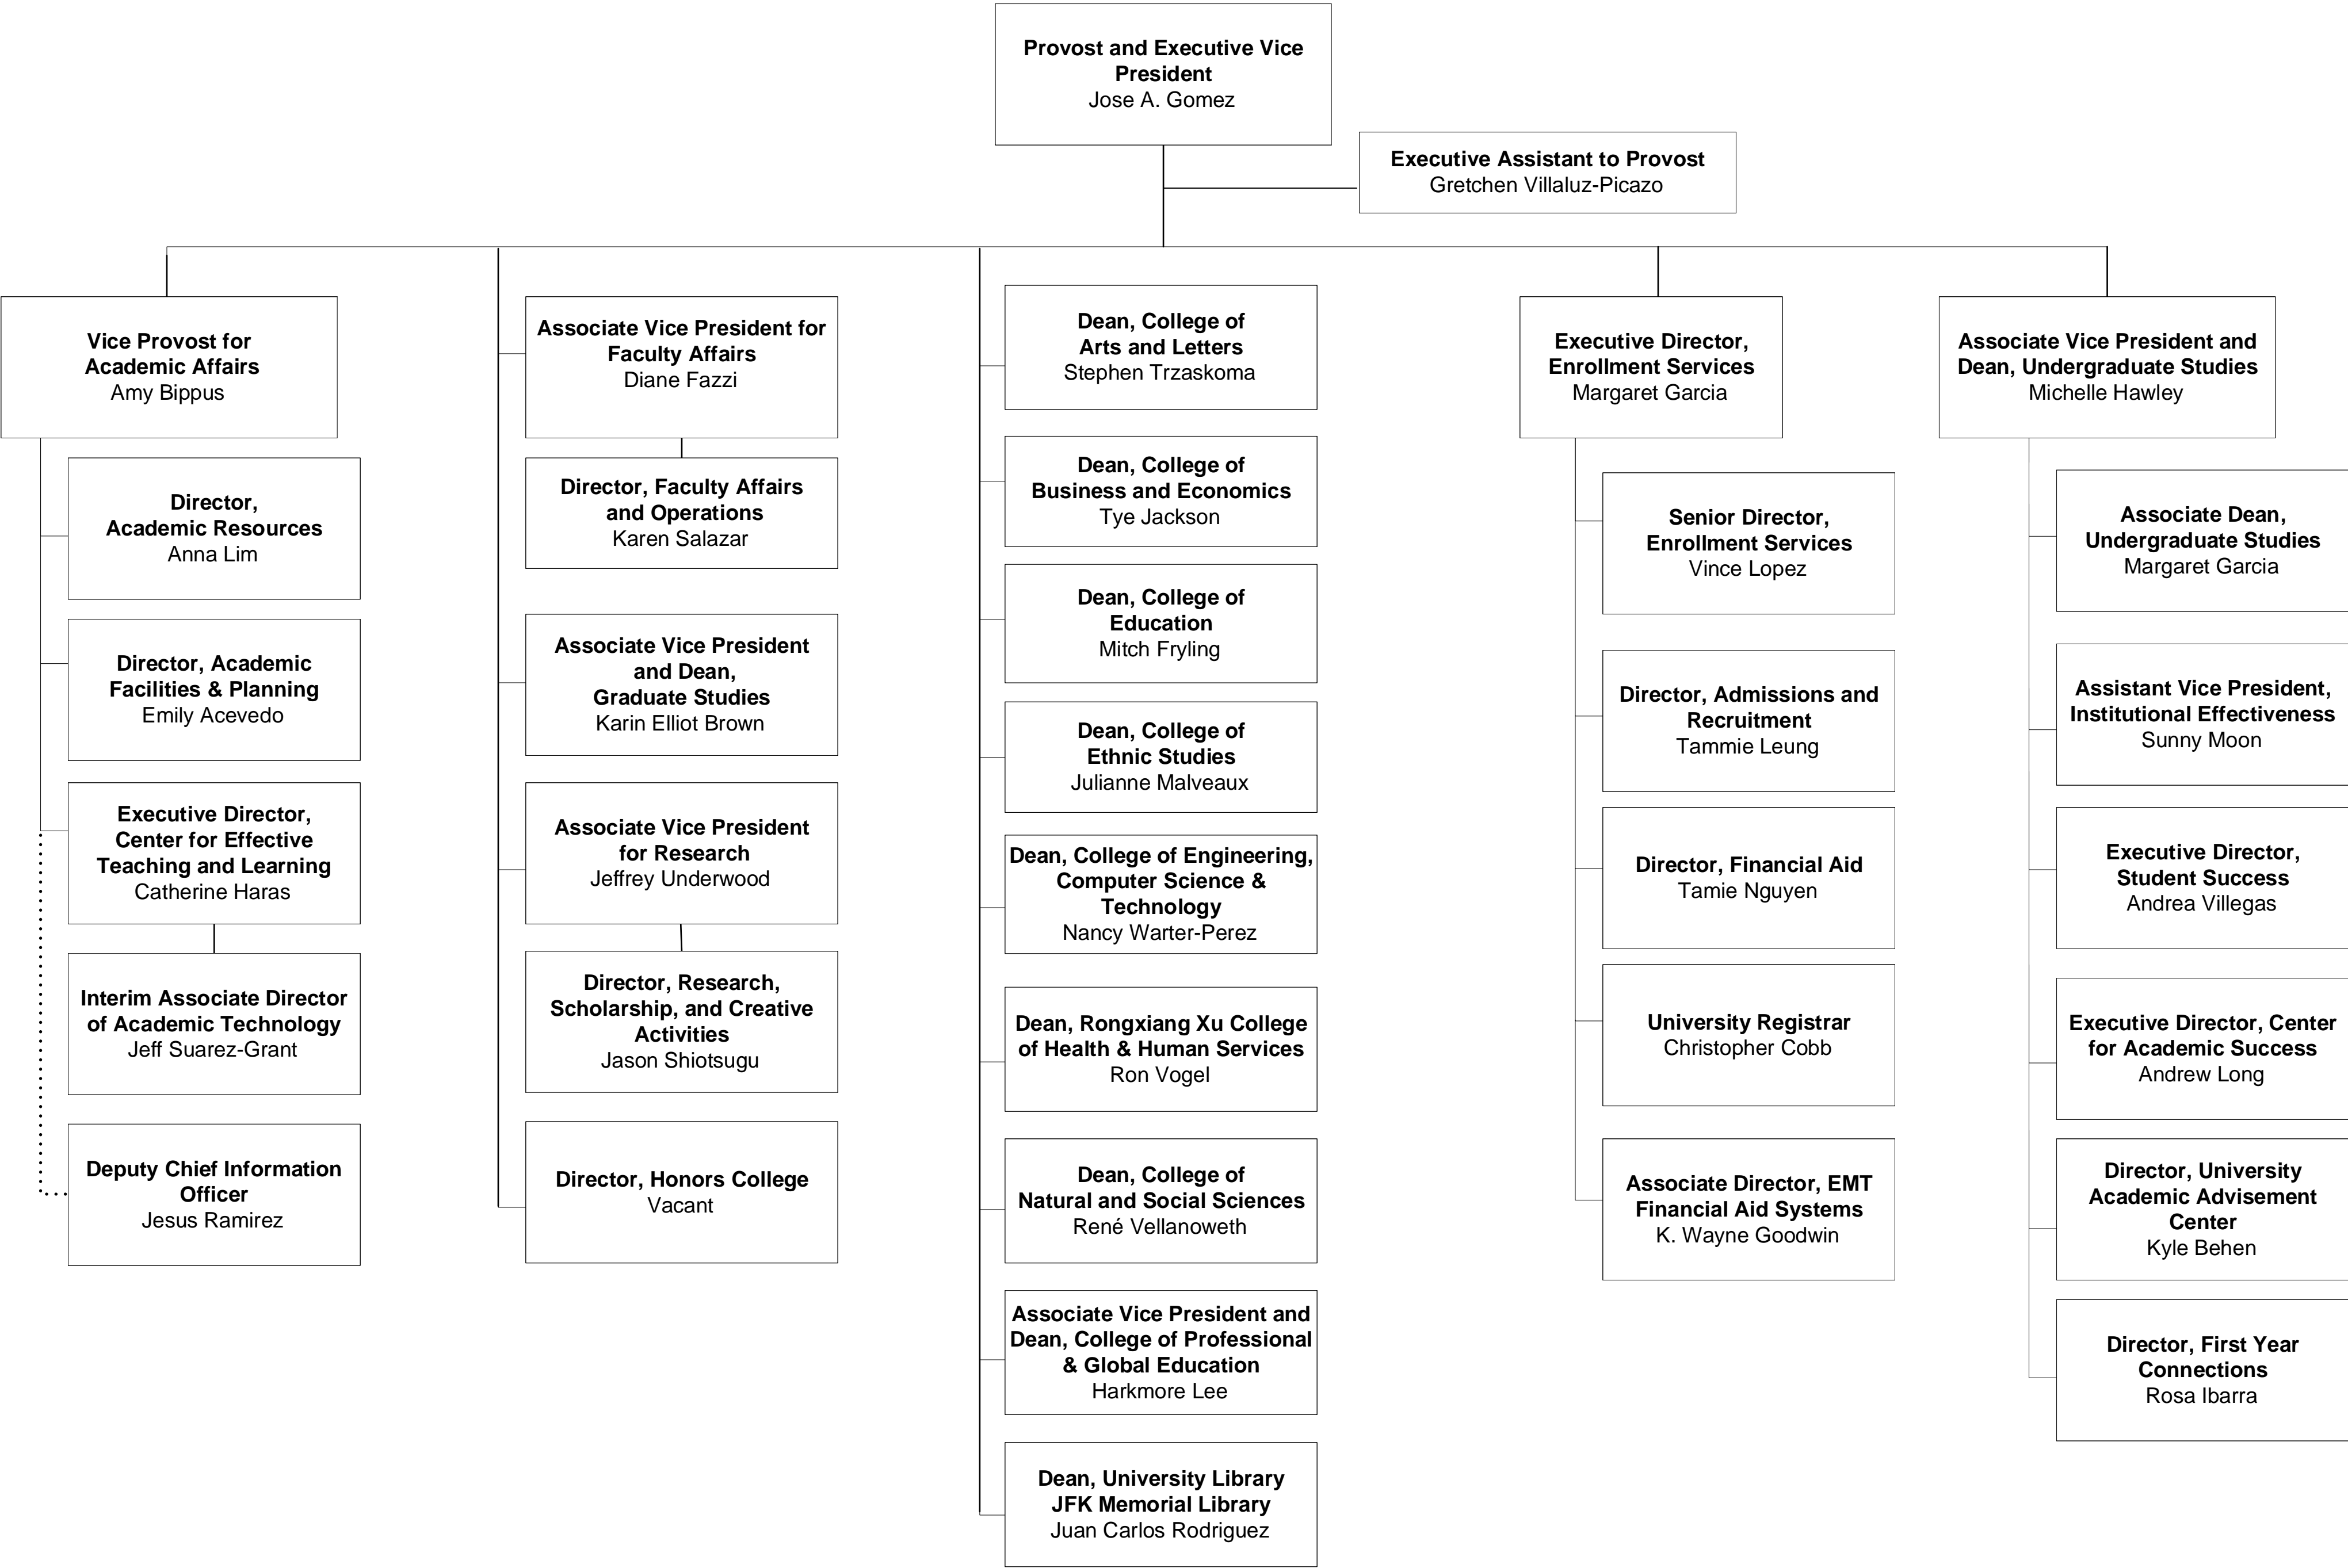 Provost and Executive Vice
President
Jose A. Gomez
Executive Assistant to Provost
Gretchen Villaluz-Picazo
Vice Provost for
Academic Affairs
Amy Bippus
Director,
Academic Resources
Anna Lim
Director, Academic
Facilities & Planning
Emily Acevedo
Executive Director,
Center for Effective
Teaching and Learning
Catherine Haras
Interim Associate Director
of Academic Technology
Jeff Suarez-Grant
Deputy Chief Information
Officer
Jesus Ramirez
Associate Vice President for
Faculty Affairs
Diane Fazzi
Director, Faculty Affairs
and Operations
Karen Salazar
Associate Vice President
and Dean,
Graduate Studies
Karin Elliot Brown
Associate Vice President
for Research
Jeffrey Underwood
Director, Research,
Scholarship, and Creative
Activities
Jason Shiotsugu
Director, Honors College
Vacant
Dean, College of
Arts and Letters
Stephen Trzaskoma
Dean, College of
Business and Economics
Tye Jackson
Dean, College of
Education
Mitch Fryling
Dean, College of
Ethnic Studies
Julianne Malveaux
Dean, College of Engineering,
Computer Science &
Technology
Nancy Warter-Perez
Dean, Rongxiang Xu College
of Health & Human Services
Ron Vogel
Dean, College of
Natural and Social Sciences
René Vellanoweth
Associate Vice President and
Dean, College of Professional
& Global Education
Harkmore Lee
Dean, University Library
JFK Memorial Library
Juan Carlos Rodriguez
Executive Director,
Enrollment Services
Margaret Garcia
Senior Director,
Enrollment Services
Vince Lopez
Director, Admissions and
Recruitment
Tammie Leung
Director, Financial Aid
Tamie Nguyen
University Registrar
Christopher Cobb
Associate Director, EMT
Financial Aid Systems
K. Wayne Goodwin
Associate Vice President and
Dean, Undergraduate Studies
Michelle Hawley
Associate Dean,
Undergraduate Studies
Margaret Garcia
Assistant Vice President,
Institutional Effectiveness
Sunny Moon
Executive Director,
Student Success
Andrea Villegas
Executive Director, Center
for Academic Success
Andrew Long
Director, University
Academic Advisement
Center
Kyle Behen
Director, First Year
Connections
Rosa Ibarra